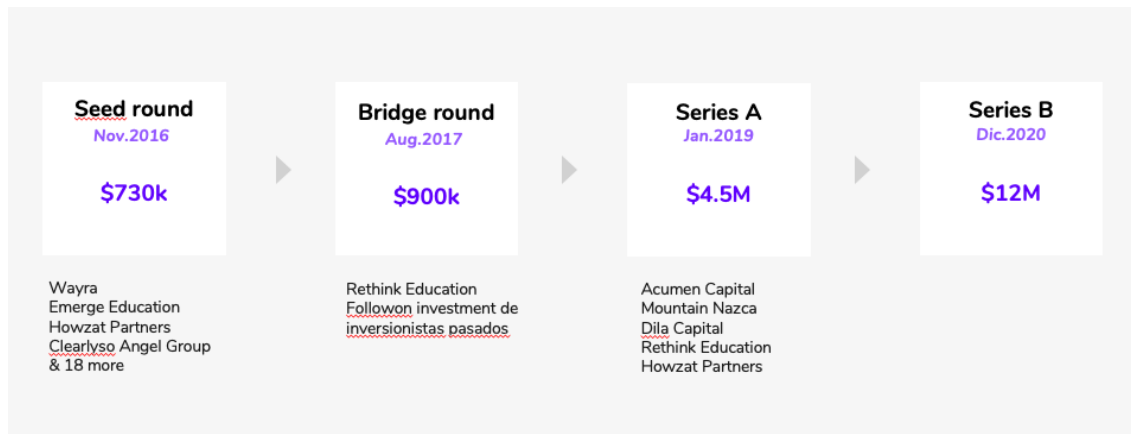 Seed round
Nov.2016
$730k
Wayra
Emerge Education
Howzat Partners
Clearlyso Angel Group
& 18 more
Bridge round
Aug.2017
$900k
Rethink Education
Followon investment de
inversionistas pasados
Series A
Jan.2019
$4.5M
Acumen Capital
Mountain Nazca
Dila Capital
Rethink Education
Howzat Partners
Series B
Dic.2020
$12M